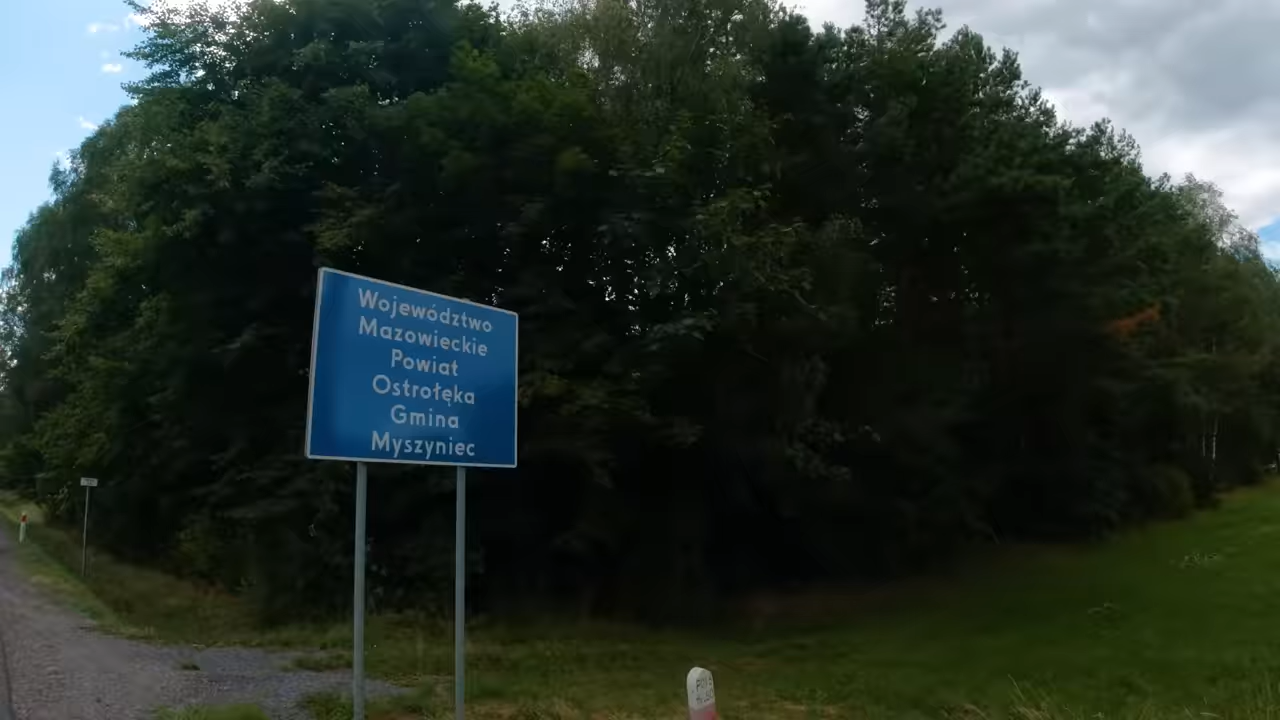 Województwo
Mazowieckie
Powiat
Ostrołęka
Gmina
Myszyniec